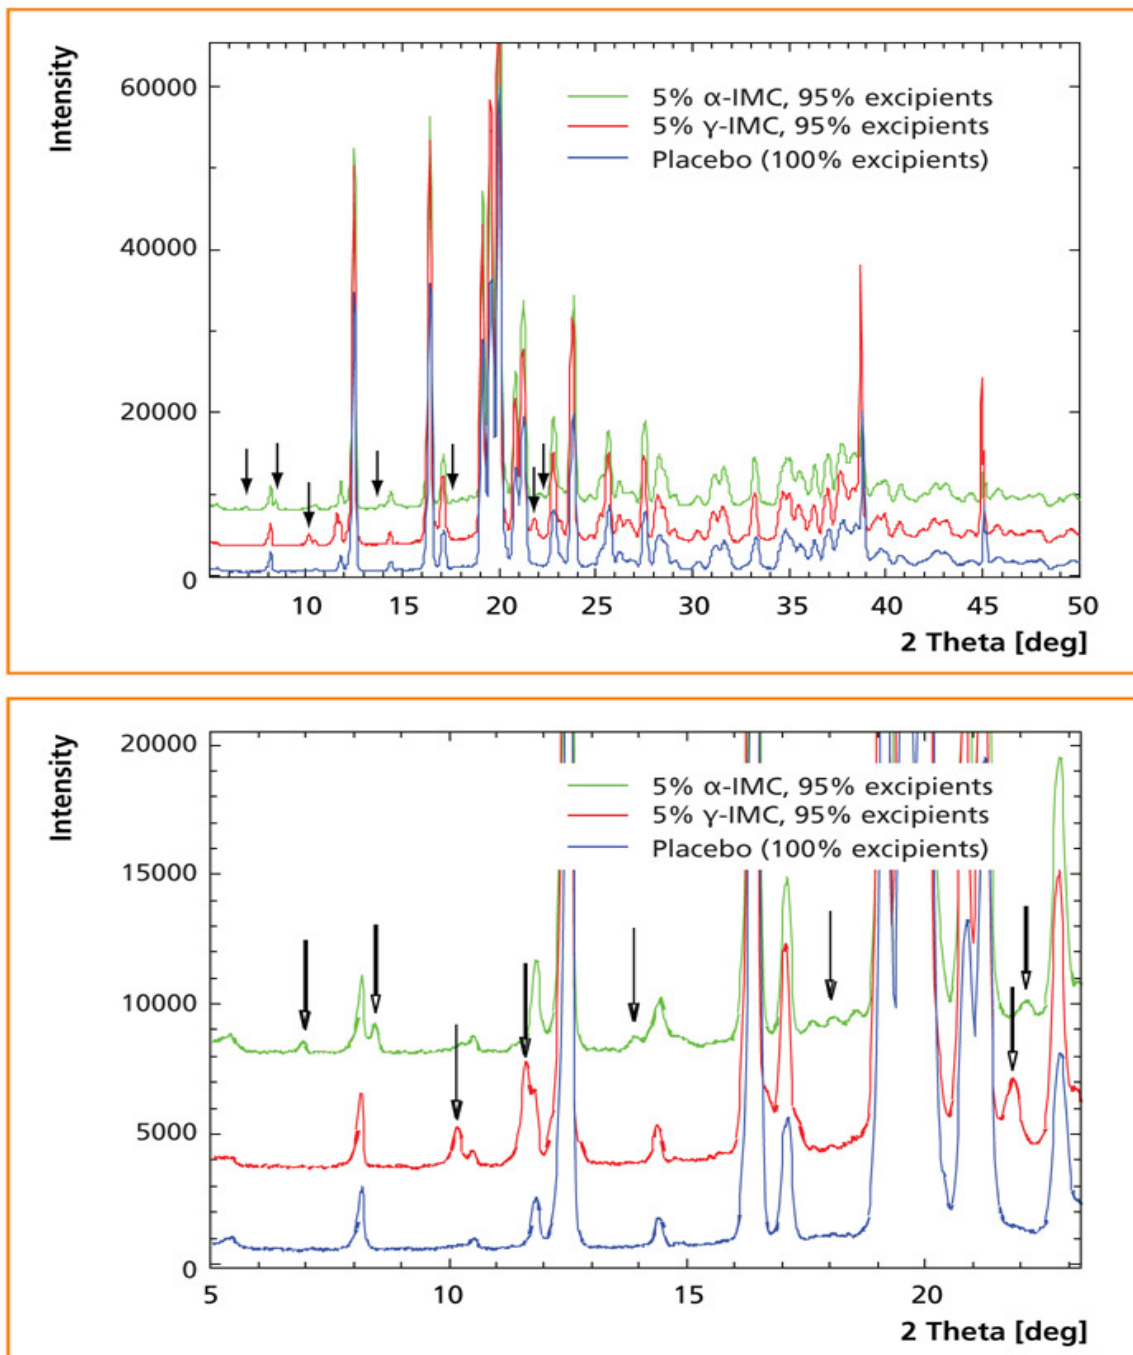 Intensity
60000
40000
20000
0
5% α-IMC, 95% excipients
5% γ-IMC, 95% excipients
Placebo (100% excipients)
10 15 20 25 30 35 40 45 50
2 Theta [deg]
Intensity
20000
15000
10000
5000
0
5% α-IMC, 95% excipients
5% γ-IMC, 95% excipients
Placebo (100% excipients)
5 10 15 20
2 Theta [deg]